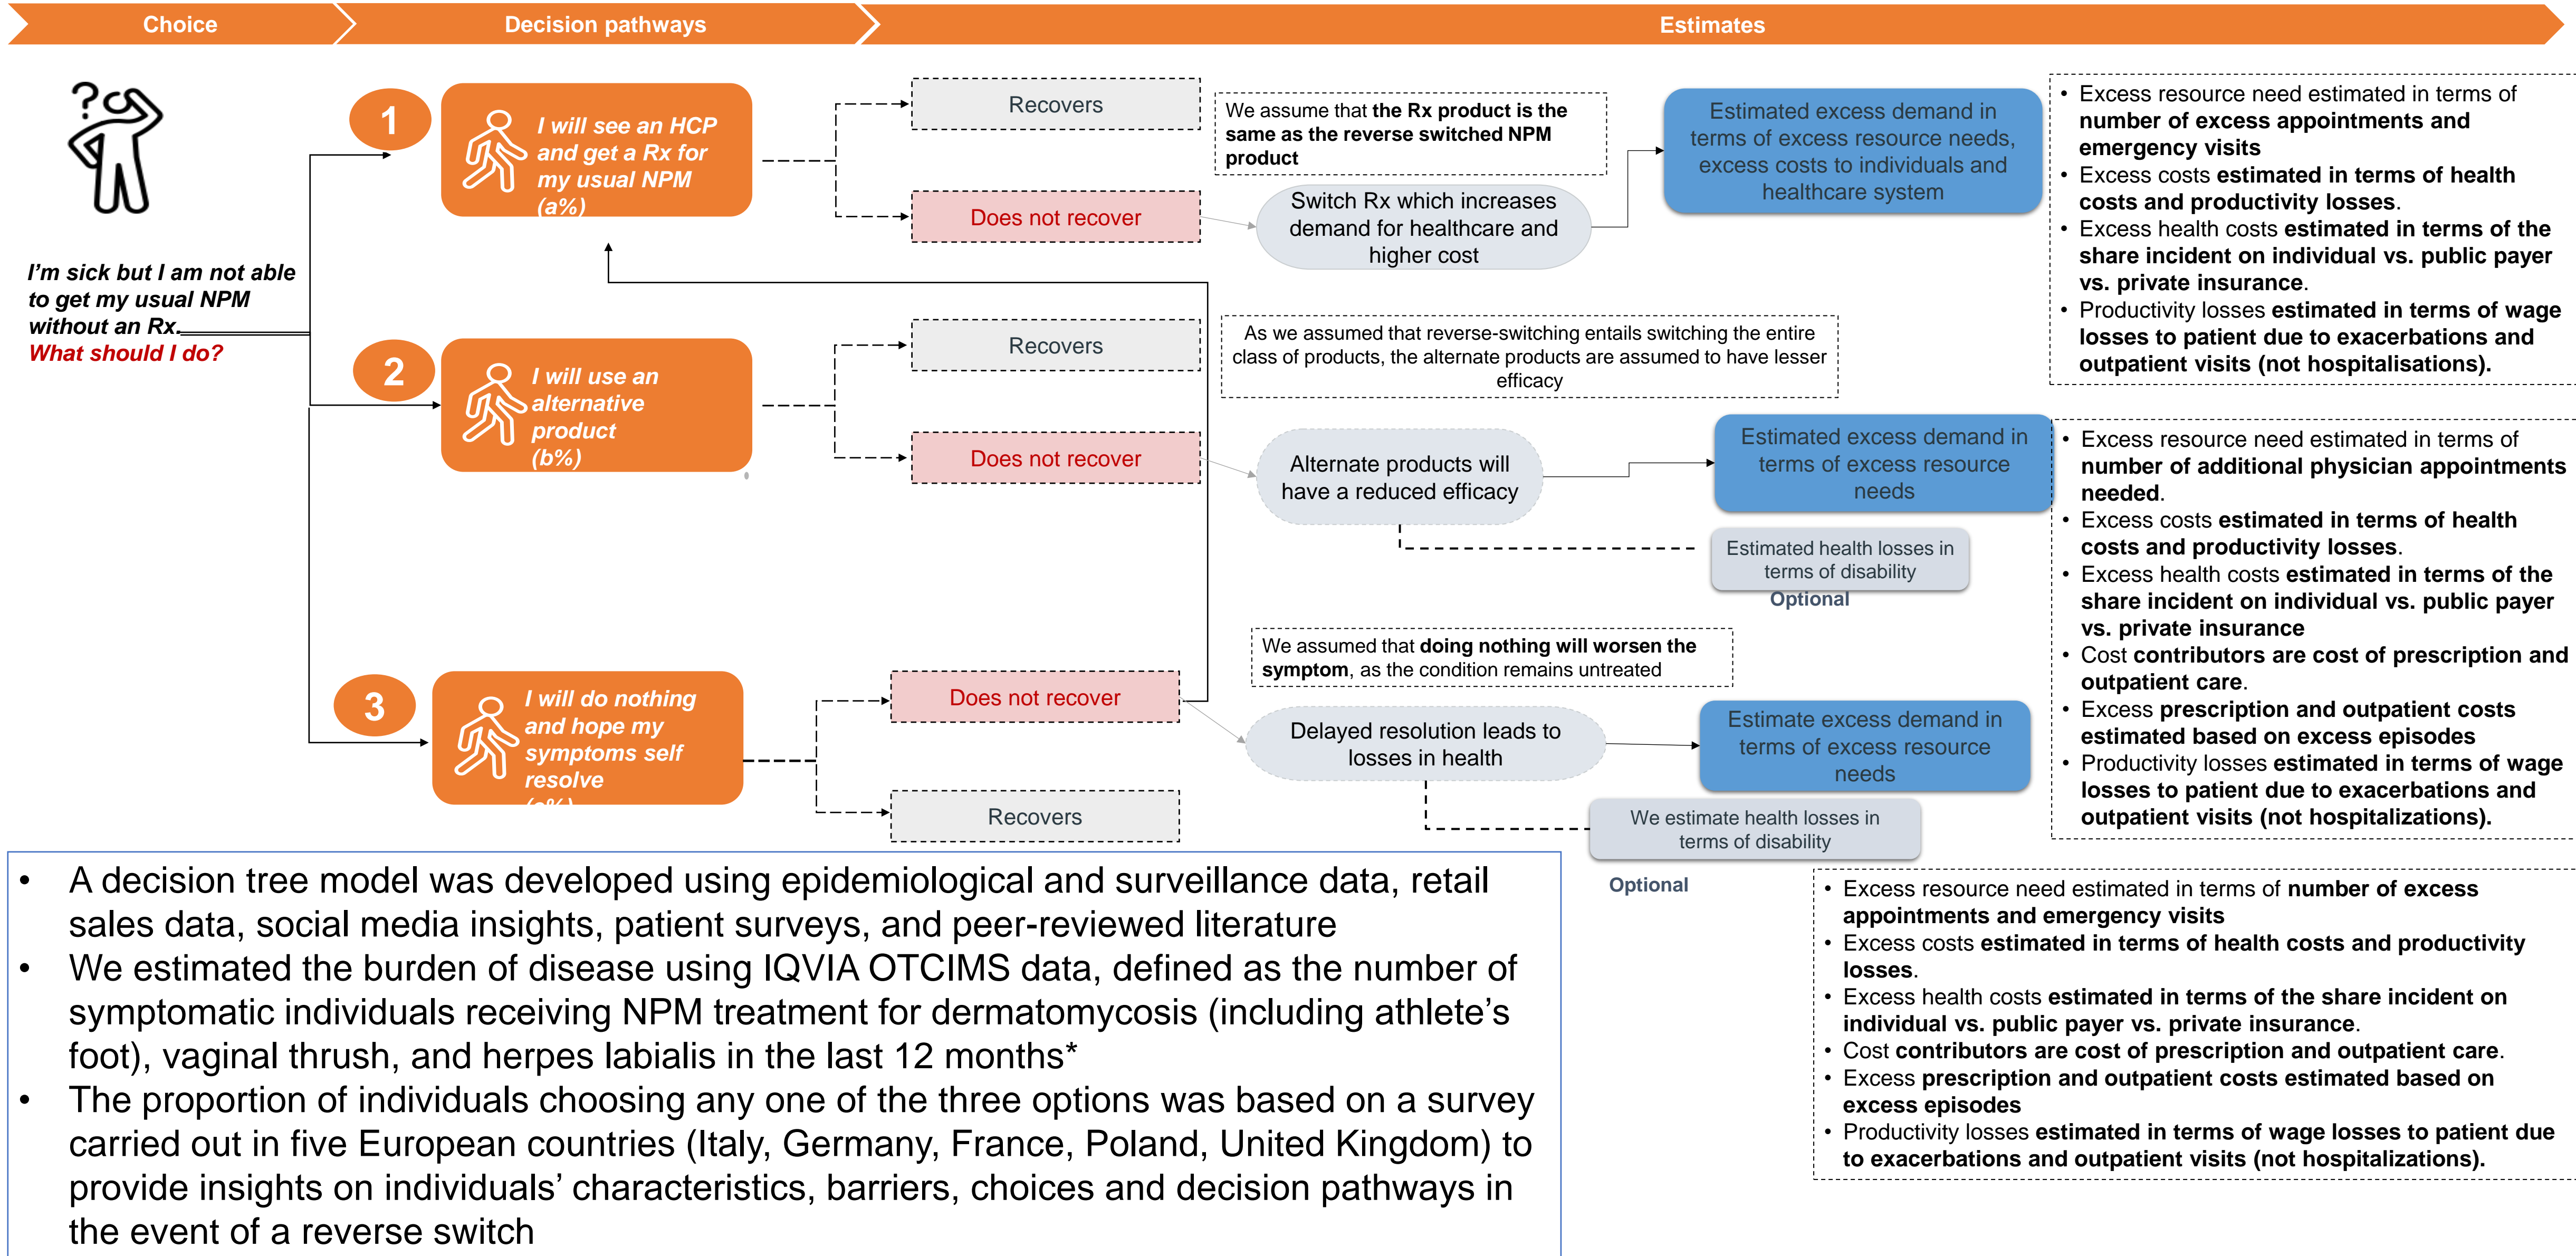 Choice
Decision pathways
Estimates
?
I'm sick but I am not able
to get my usual NPM
without an Rx.
What should I do?
1
I will see an HCP
and get a Rx for
my usual NPM
(a%)
Recovers
Does not recover
We assume that the Rx product is the
same as the reverse switched NPM
product
Switch Rx which increases
demand for healthcare and
higher cost
Estimated excess demand in
terms of excess resource needs,
excess costs to individuals and
healthcare system
• Excess resource need estimated in terms of
number of excess appointments and
emergency visits
• Excess costs estimated in terms of health
costs and productivity losses.
• Excess health costs estimated in terms of the
share incident on individual vs. public payer
vs. private insurance.
• Productivity losses estimated in terms of wage
losses to patient due to exacerbations and
outpatient visits (not hospitalisations).
2
I will use an
alternative
product
(b%)
Recovers
Does not recover
As we assumed that reverse-switching entails switching the entire
class of products, the alternate products are assumed to have lesser
efficacy
Alternate products will
have a reduced efficacy
Estimated excess demand in
terms of excess resource
needs
Estimated health losses in
terms of disability
Optional
• Excess resource need estimated in terms of
number of additional physician appointments
needed.
• Excess costs estimated in terms of health
costs and productivity losses.
• Excess health costs estimated in terms of the
share incident on individual vs. public payer
vs. private insurance
• Cost contributors are cost of prescription and
outpatient care.
• Excess prescription and outpatient costs
estimated based on excess episodes
• Productivity losses estimated in terms of wage
losses to patient due to exacerbations and
outpatient visits (not hospitalizations).
3
I will do nothing
and hope my
symptoms self
resolve
Does not recover
Recovers
We assumed that doing nothing will worsen the
symptom, as the condition remains untreated
Delayed resolution leads to
losses in health
Estimate excess demand in
terms of excess resource
needs
We estimate health losses in
terms of disability
Optional
• Excess resource need estimated in terms of number of excess
appointments and emergency visits
• Excess costs estimated in terms of health costs and productivity
losses.
• Excess health costs estimated in terms of the share incident on
individual vs. public payer vs. private insurance.
• Cost contributors are cost of prescription and outpatient care.
• Excess prescription and outpatient costs estimated based on
excess episodes
• Productivity losses estimated in terms of wage losses to patient due
to exacerbations and outpatient visits (not hospitalizations).
• A decision tree model was developed using epidemiological and surveillance data, retail
sales data, social media insights, patient surveys, and peer-reviewed literature
• We estimated the burden of disease using IQVIA OTCIMS data, defined as the number of
symptomatic individuals receiving NPM treatment for dermatomycosis (including athlete's
foot), vaginal thrush, and herpes labialis in the last 12 months*
• The proportion of individuals choosing any one of the three options was based on a survey
carried out in five European countries (Italy, Germany, France, Poland, United Kingdom) to
provide insights on individuals' characteristics, barriers, choices and decision pathways in
the event of a reverse switch